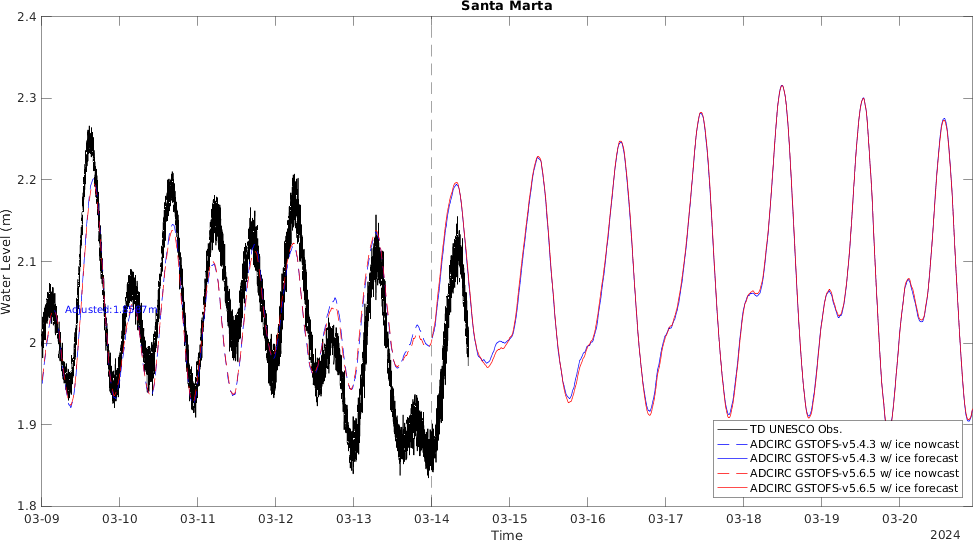 Santa Marta
2.4
2.3
2.2
2.1
2
1.9
1.8
Water Level (m)
03-09
03-10
03-11
03-12
03-13
03-14
03-15
03-16
03-17
03-18
03-19
03-20
Time
2024
TD UNESCO Obs.
ADCIRC GSTOFS-v5.4.3 w/ ice nowcast
ADCIRC GSTOFS-v5.4.3 w/ ice forecast
ADCIRC GSTOFS-v5.6.5 w/ ice nowcast
ADCIRC GSTOFS-v5.6.5 w/ ice forecast